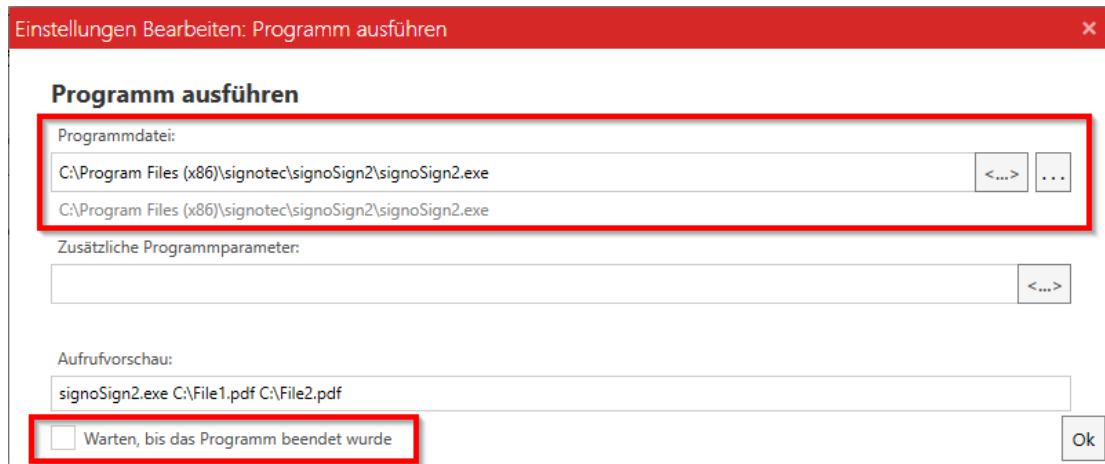 Einstellungen Bearbeiten: Programm ausführen
Programm ausführen
Programmdatei:
C:\Program Files (x86)\signotec\signoSign2\signoSign2.exe
<...>
...
C:\Program Files (x86)\signotec\signoSign2\signoSign2.exe
Zusätzliche Programmparameter:
<...>
Aufrufvorschau:
signoSign2.exe C:\File1.pdf C:\File2.pdf
Warten, bis das Programm beendet wurde
Ok